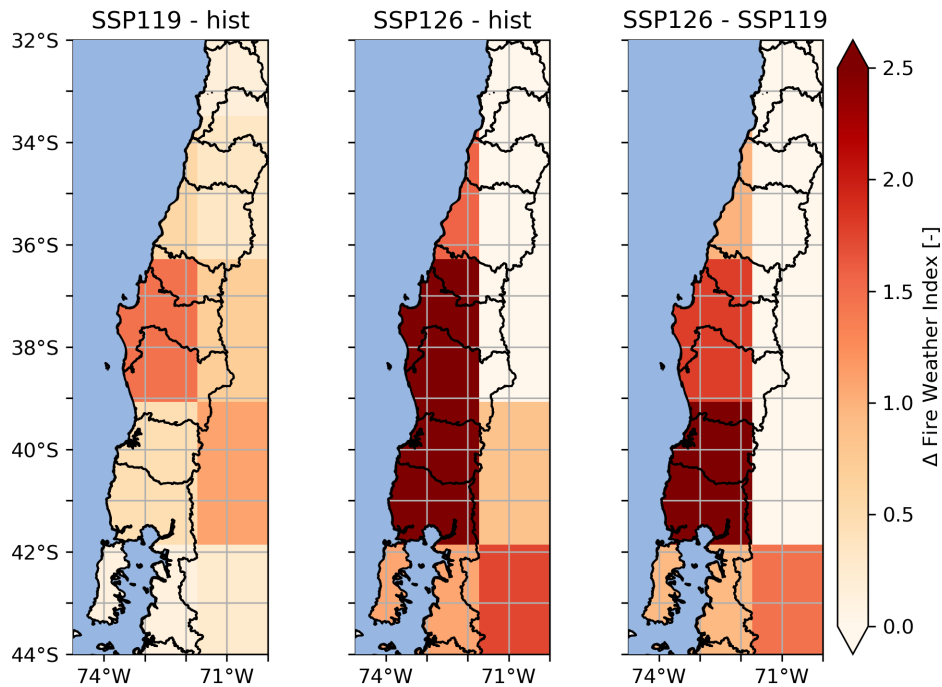 SSP119 - hist
SSP126 - hist
SSP126 - SSP119
32°S
34°S
36°S
38°S
40°S
42°S
44°S
74°W
71°W
74°W
71°W
74°W
71°W
2.5
2.0
1.5
1.0
0.5
0.0
Δ Fire Weather Index [-]